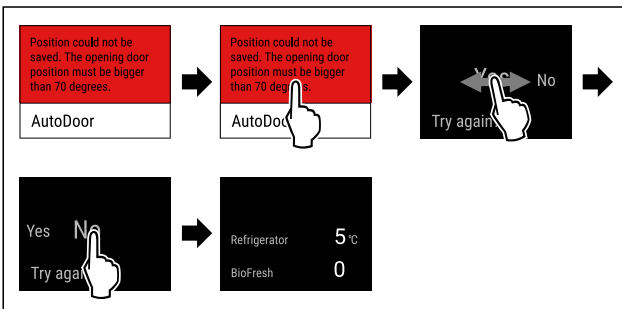 Position could not be
saved. The opening door
position must be bigger
than 70 degrees.
AutoDoor
Position could not be
saved. The opening door
position must be bigger
than 70 degrees.
AutoDoor
Yes No
Try again
Yes No
Try again
Refrigerator 5 °C
BioFresh 0